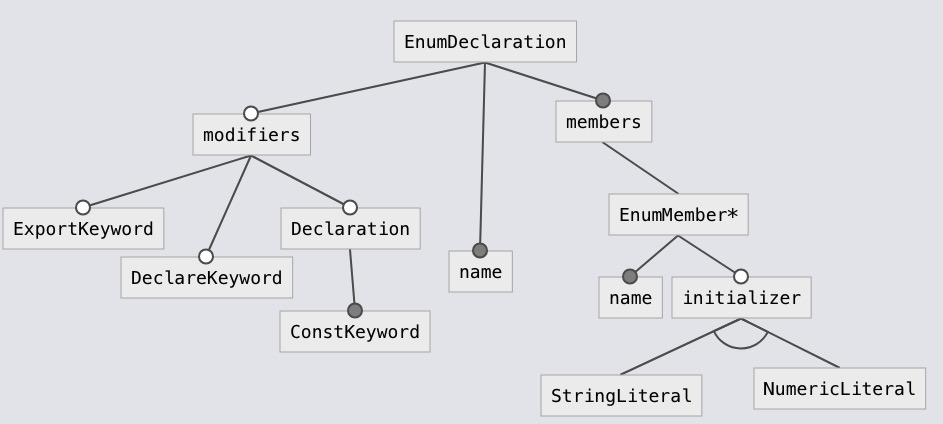 EnumDeclaration
modifiers
members
ExportKeyword
Declaration
EnumMember*
DeclareKeyword
name
name
initializer
ConstKeyword
StringLiteral
NumericLiteral